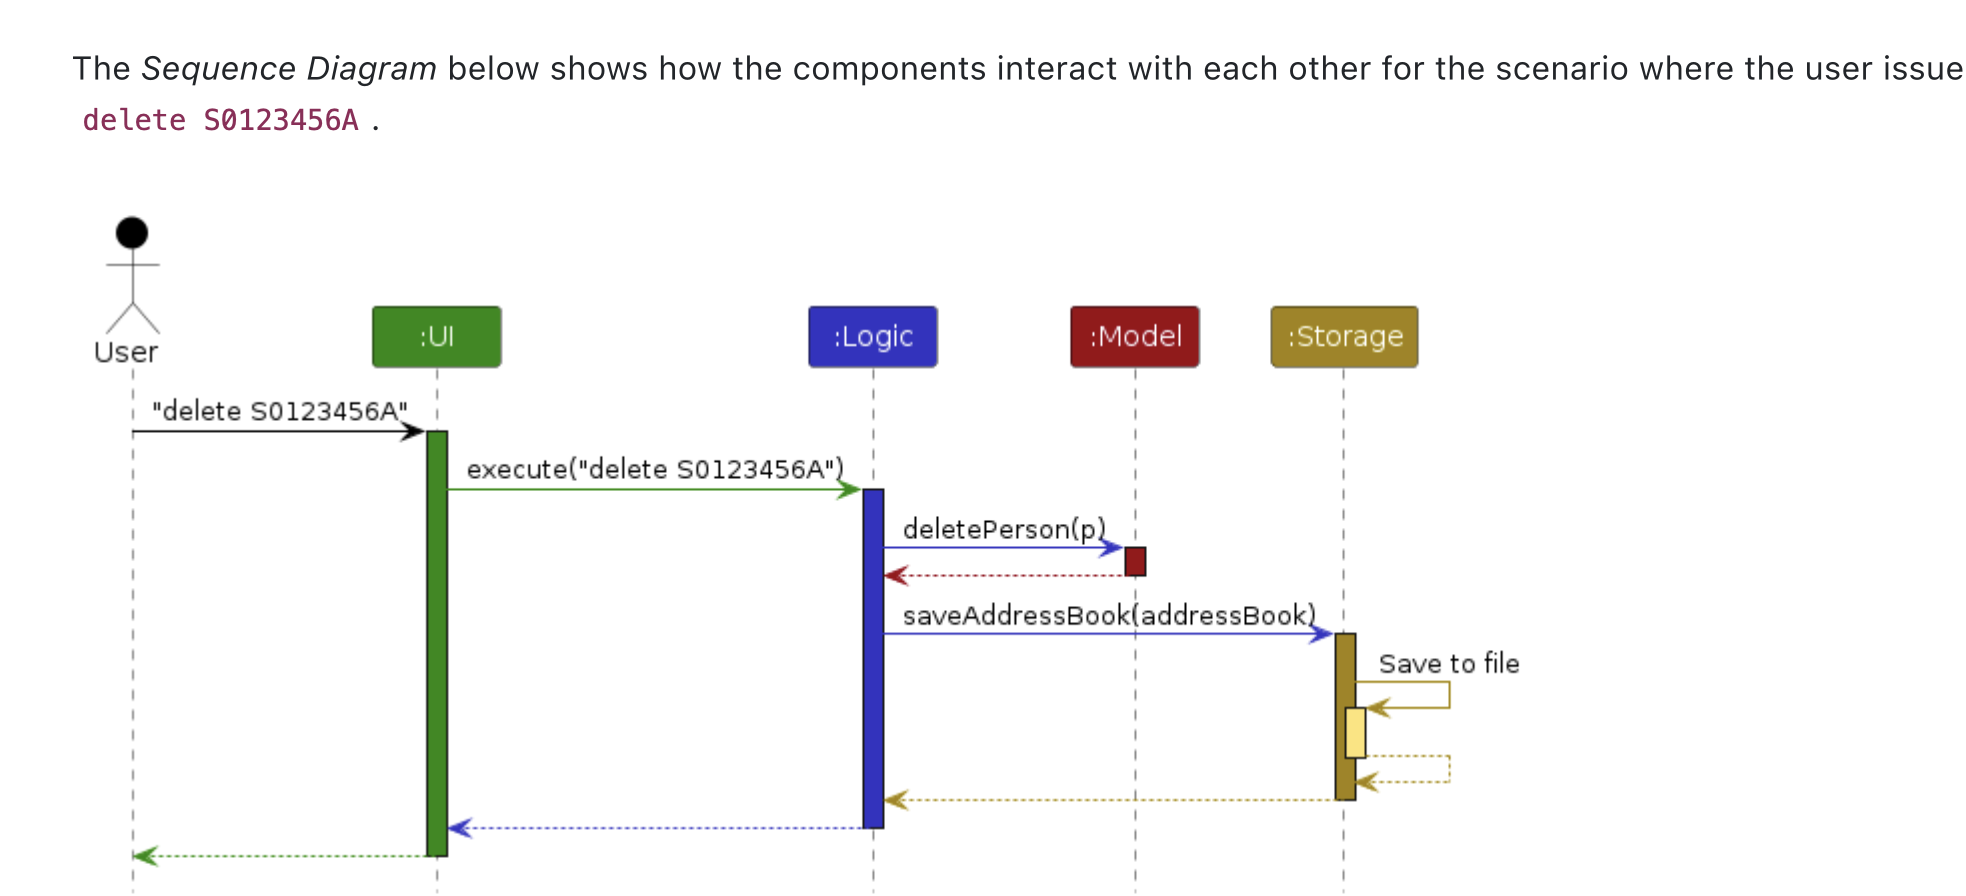 The Sequence Diagram below shows how the components interact with each other for the scenario where the user issue
delete S0123456A .
User
:UI
:Logic
:Model
:Storage
"delete S0123456A"
execute("delete S0123456A")
deletePerson(p)
saveAddressBook(addressBook)
Save to file